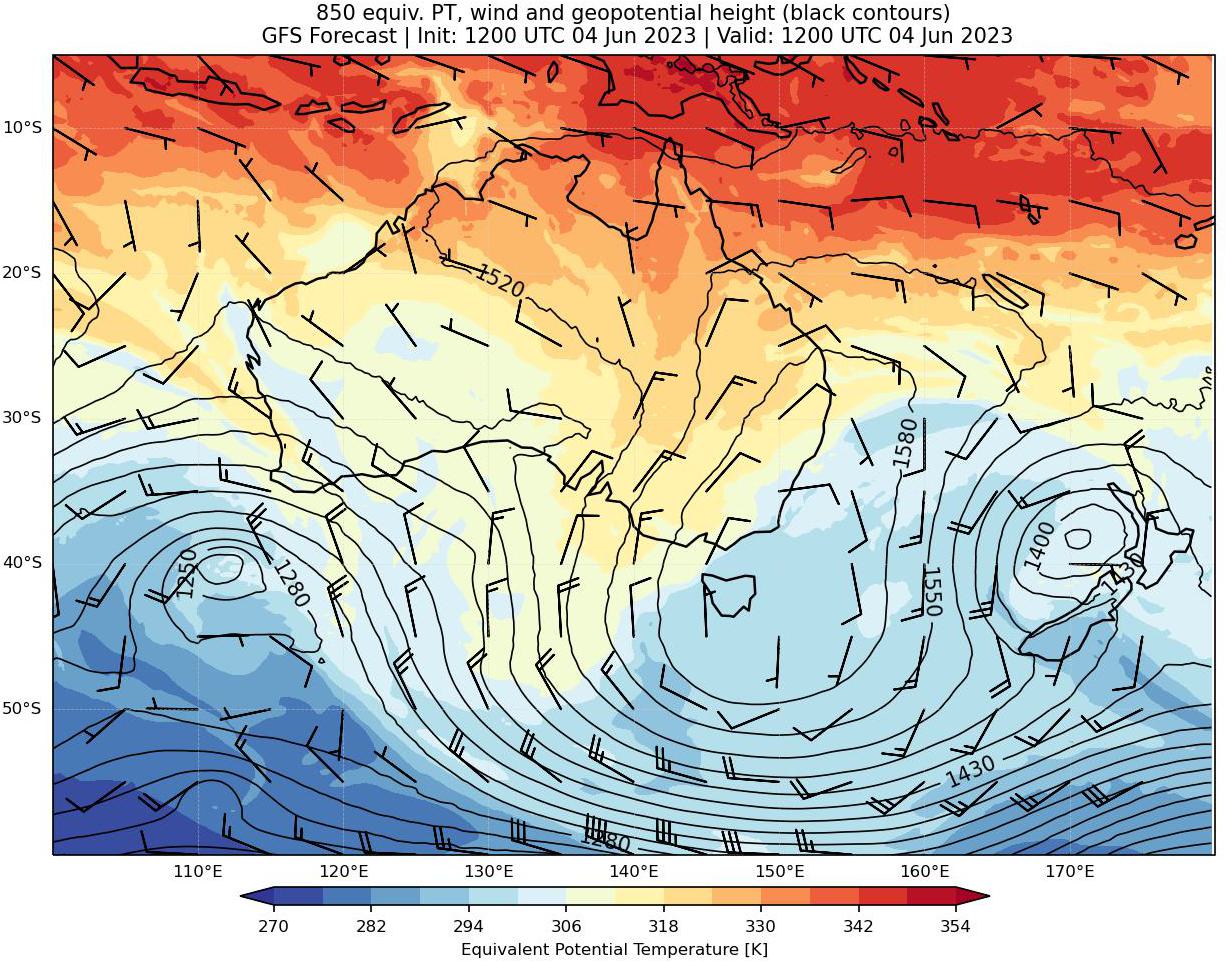 850 equiv. PT, wind and geopotential height (black contours)
GFS Forecast | Init: 1200 UTC 04 Jun 2023 | Valid: 1200 UTC 04 Jun 2023
10°S
20°S
1520
30°S
1580
40°S
1250
1280
1550
1400
1430
50°S
1430
1280
110°E 120°E 130°E 140°E 150°E 160°E 170°E
270 282 294 306 318 330 342 354
Equivalent Potential Temperature [K]